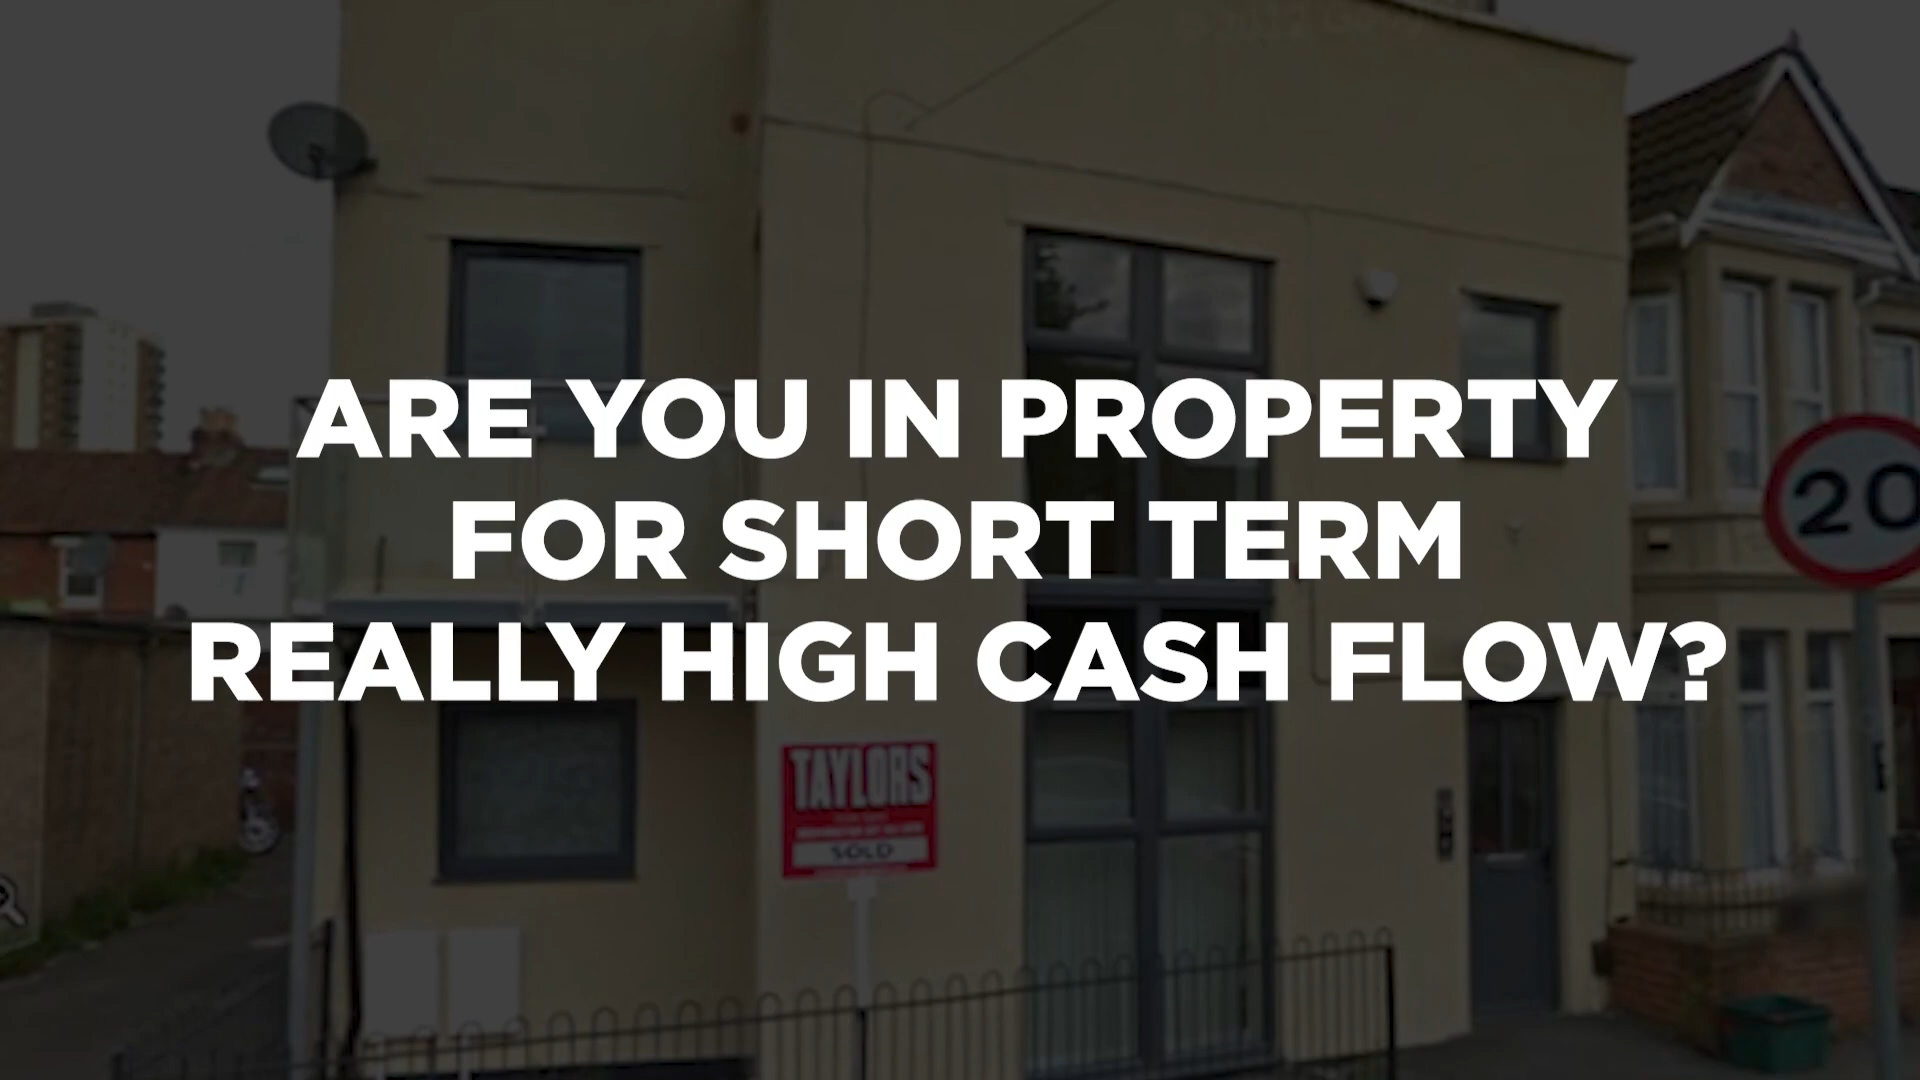 ARE YOU IN PROPERTY
FOR SHORT TERM
REALLY HIGH CASH FLOW?
20
TAYLORS
SOLD